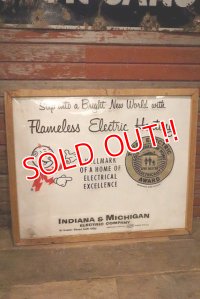 Step into a Bright New World with
Flameless Electric
SOLD OUT!!
HALLMARK
OF A HOME OF
ELECTRICAL
EXCELLENCE
AWARD
INDIANA & MICHIGAN
ELECTRIC COMPANY